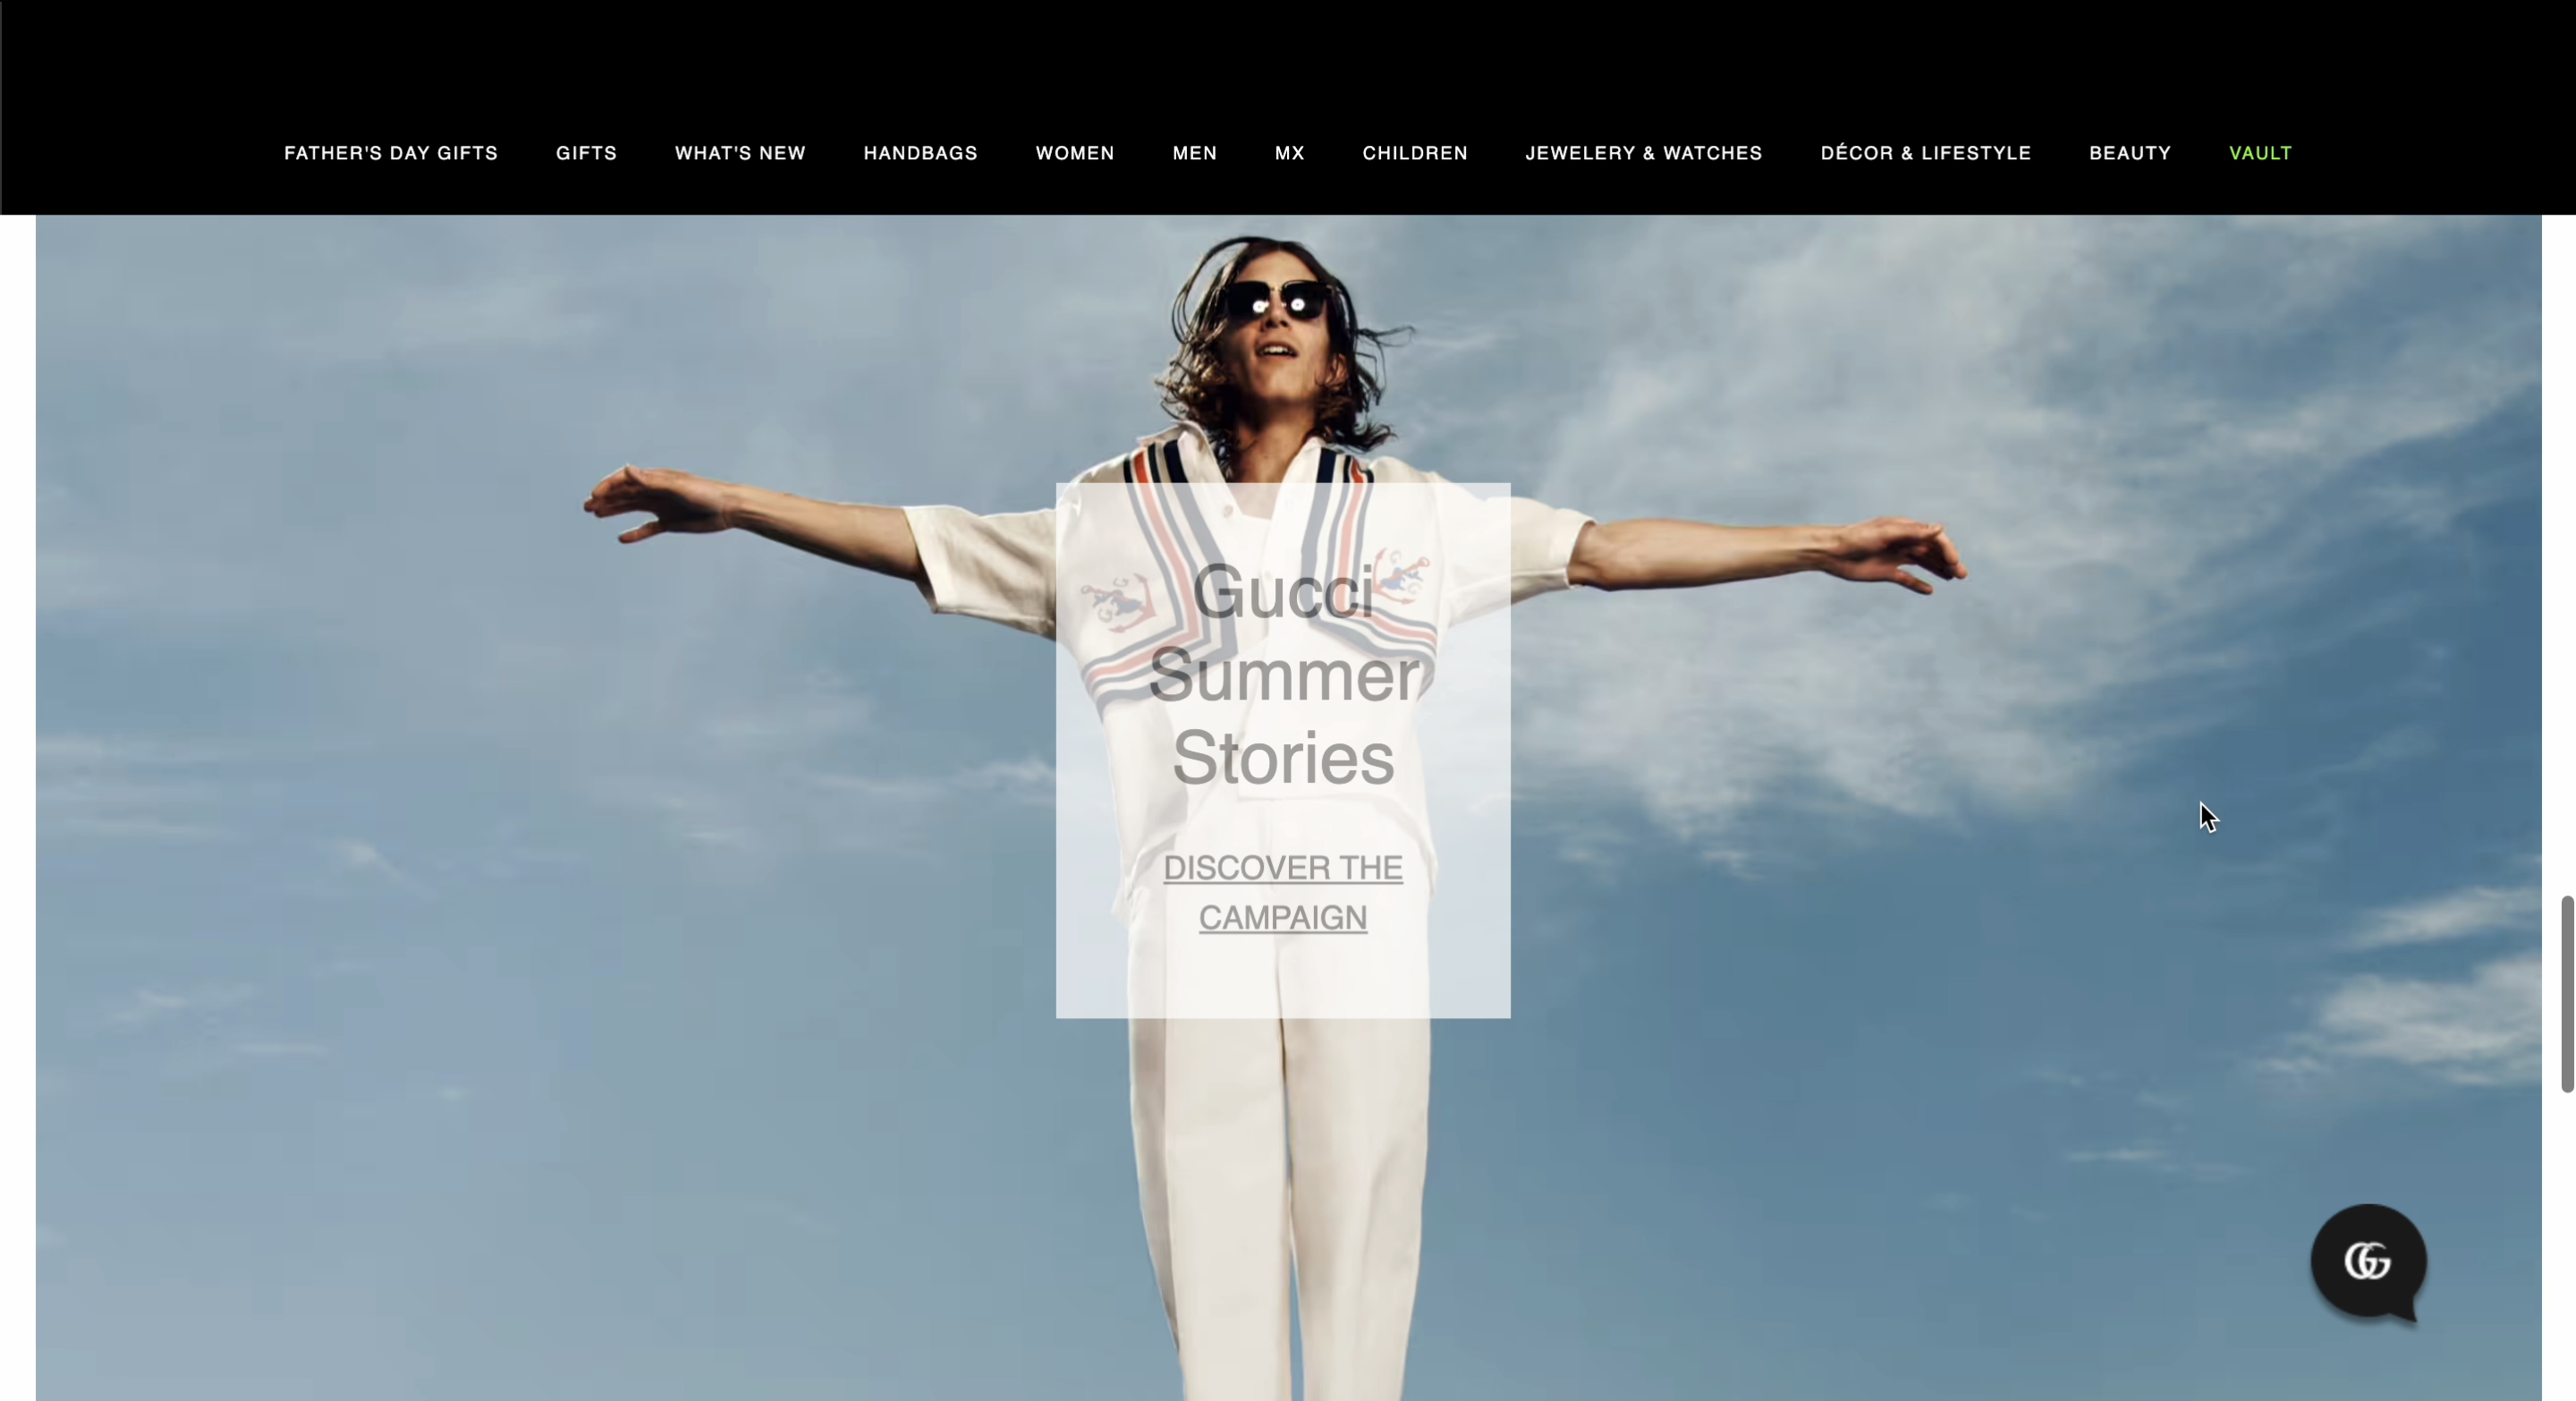 FATHER'S DAY GIFTS GIFTS WHAT'S NEW HANDBAGS WOMEN MEN MX CHILDREN JEWELERY & WATCHES DÉCOR & LIFESTYLE BEAUTY VAULT
Gucci
Summer
Stories
DISCOVER THE
CAMPAIGN
GG